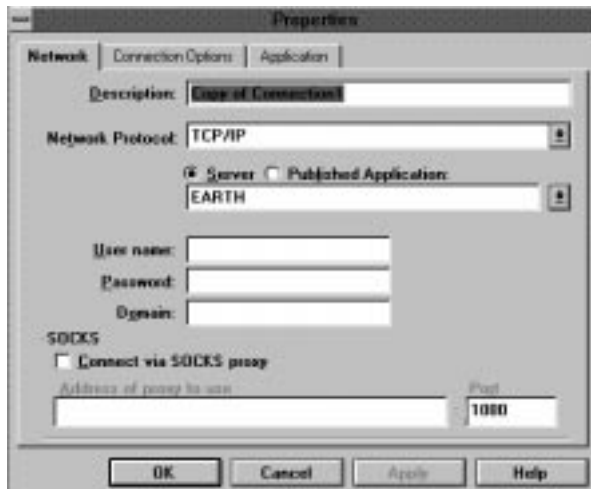 Properties
Network Connection Options Application
Description: Copy of Connection1
Network Protocol: TCP/IP
Server Published Application:
EARTH
User name:
Password:
Domain:
SOCKS
Connect via SOCKS proxy
Address of proxy to use Port
1080
OK Cancel Apply Help